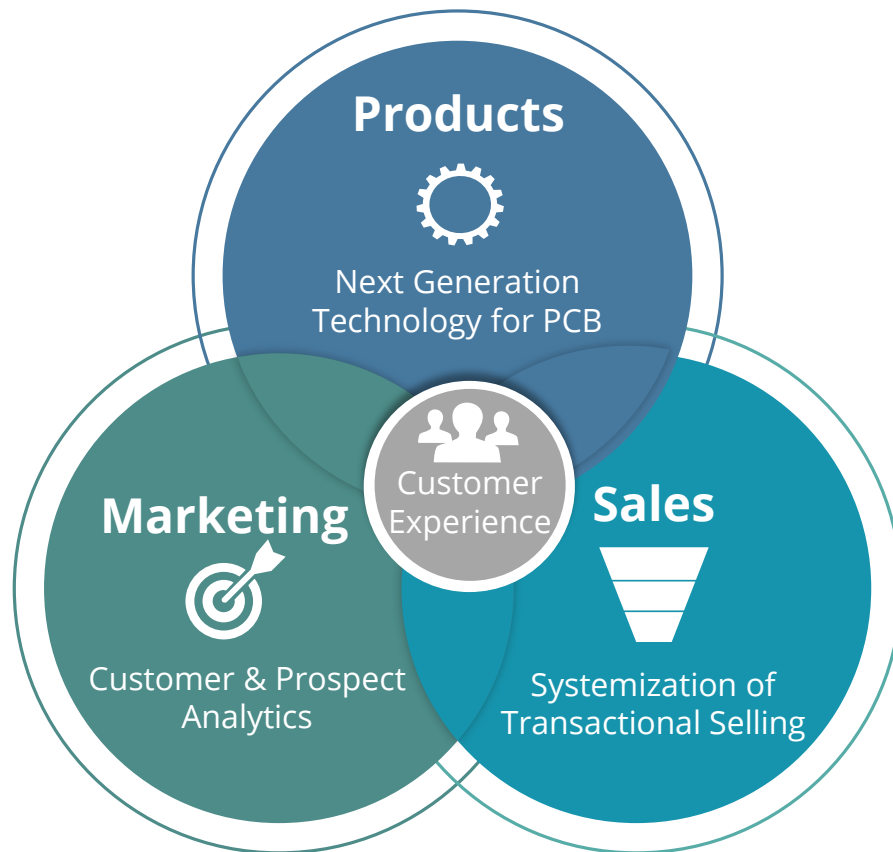 Products
Next Generation
Technology for PCB
Customer
Experience
Marketing
Customer & Prospect
Analytics
Sales
Systemization of
Transactional Selling